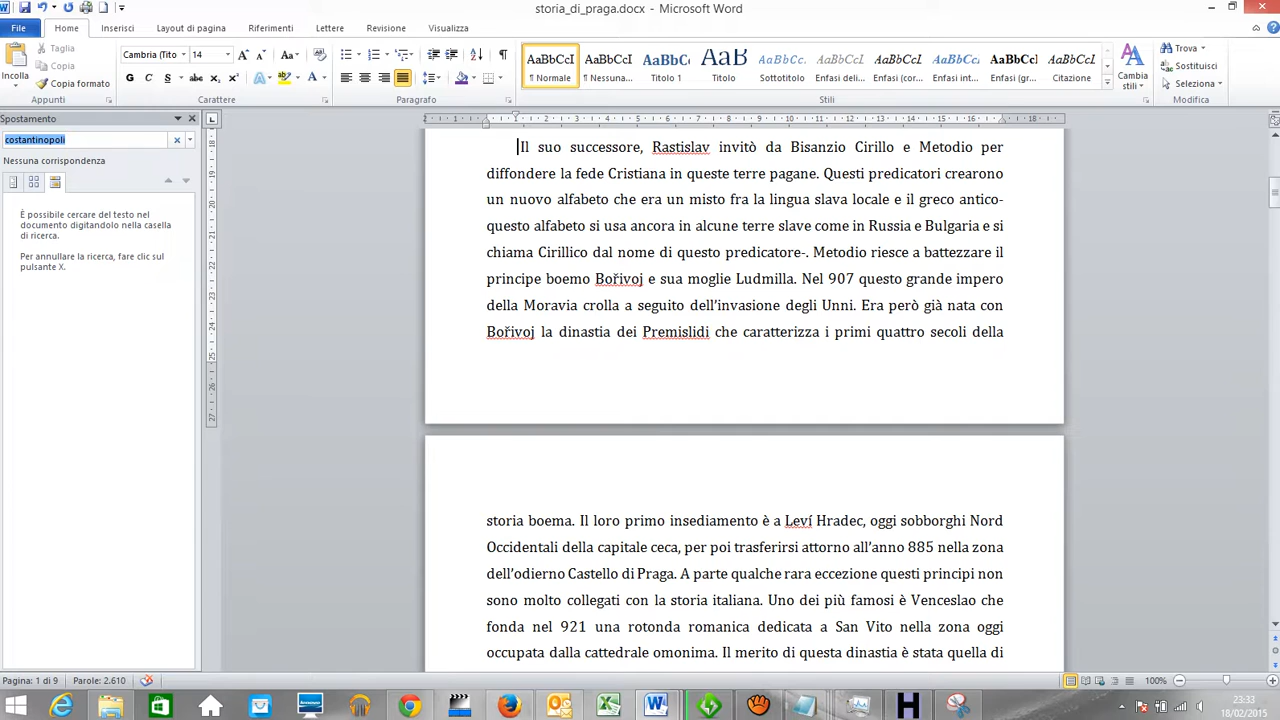 storia_di_praga.docx - Microsoft Word
File Home Inserisci Layout di pagina Riferimenti Lettere Revisione Visualizza
Incolla
Taglia
Copia
Copia formato
Appunti
Cambria (Tito 14
Carattere
Paragrafo
AaBbCcI AaBbCcI AaBbC AaB AaBbCc. AaBbCcI AaBbCcI AaBbCcI AaBbCcI AaBbCcI
¶ Normale ¶ Nessuna... Titolo 1 Titolo Sottotitolo Enfasi deli... Enfasi (cor... Enfasi int... Enfasi (gr... Citazione
Cambia
stili
Stili
Trova
Sostituisci
Seleziona
Modifica
Spostamento
costantinopoli
Nessuna corrispondenza
È possibile cercare del testo nel
documento digitandolo nella casella
di ricerca.
Per annullare la ricerca, fare clic sul
pulsante X.
Il suo successore, Rastislav invitò da Bisanzio Cirillo e Metodio per
diffondere la fede Cristiana in queste terre pagane. Questi predicatori crearono
un nuovo alfabeto che era un misto fra la lingua slava locale e il greco antico-
questo alfabeto si usa ancora in alcune terre slave come in Russia e Bulgaria e si
chiama Cirillico dal nome di questo predicatore-. Metodio riesce a battezzare il
principe boemo Bořivoj e sua moglie Ludmilla. Nel 907 questo grande impero
della Moravia crolla a seguito dell'invasione degli Unni. Era però già nata con
Bořivoj la dinastia dei Premislidi che caratterizza i primi quattro secoli della
storia boema. Il loro primo insediamento è a Leví Hradec, oggi sobborghi Nord
Occidentali della capitale ceca, per poi trasferirsi attorno all'anno 885 nella zona
dell'odierno Castello di Praga. A parte qualche rara eccezione questi principi non
sono molto collegati con la storia italiana. Uno dei più famosi è Venceslao che
fonda nel 921 una rotonda romanica dedicata a San Vito nella zona oggi
occupata dalla cattedrale omonima. Il merito di questa dinastia è stata quella di
Pagina: 1 di 9 Parole: 2.610 100%
23:33
18/02/2015